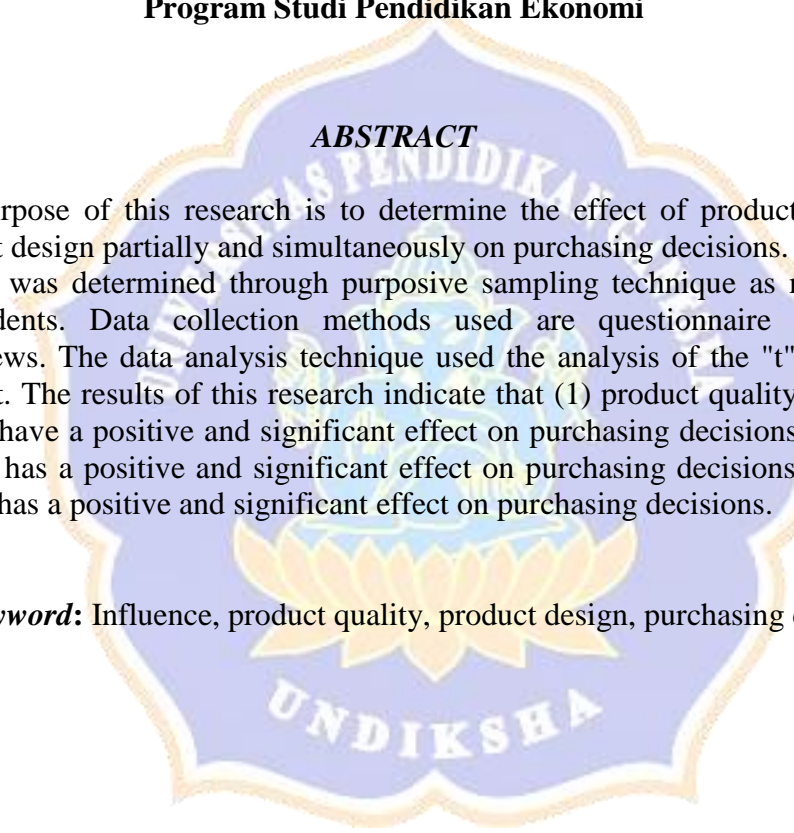 Program Studi Pendidikan Ekonomi
ABSTRACT
rpose of this research is to determine the effect of product
t design partially and simultaneously on purchasing decisions.
was determined through purposive sampling technique as
dents. Data collection methods used are questionnaire
ews. The data analysis technique used the analysis of the "t"
t. The results of this research indicate that (1) product quality
have a positive and significant effect on purchasing decisions
has a positive and significant effect on purchasing decisions
has a positive and significant effect on purchasing decisions.
yword: Influence, product quality, product design, purchasing
UNIVERSITAS PENDIDIKAN GANESHA
UNDIKSHA